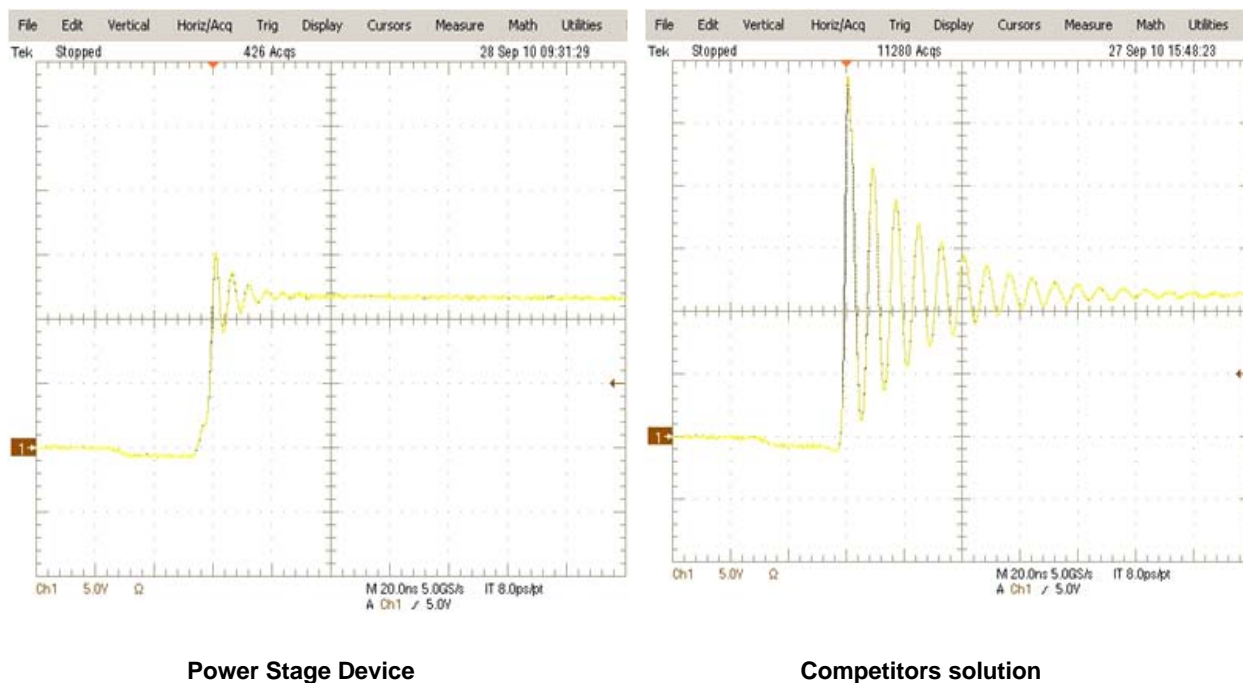 File Edit Vertical Horiz/Acq Trig Display Cursors Measure Math Utilities
Tek Stopped 426 Acqs 28 Sep 10 09:31:29
1
Ch1 5.0V Ω M 20.0ns 5.0GS/s IT 8.0ps/pt
A Ch1 / 5.0V
Power Stage Device
File Edit Vertical Horiz/Acq Trig Display Cursors Measure Math Utilities
Tek Stopped 11280 Acqs 27 Sep 10 15:48:23
1
Ch1 5.0V Ω M 20.0ns 5.0GS/s IT 8.0ps/pt
A Ch1 / 5.0V
Competitors solution